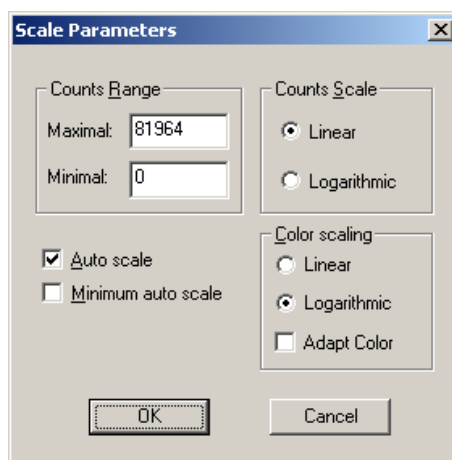 Scale Parameters
Counts Range
Maximal: 81964
Minimal: 0
Counts Scale
Linear
Logarithmic
Auto scale
Minimum auto scale
Color scaling
Linear
Logarithmic
Adapt Color
OK
Cancel